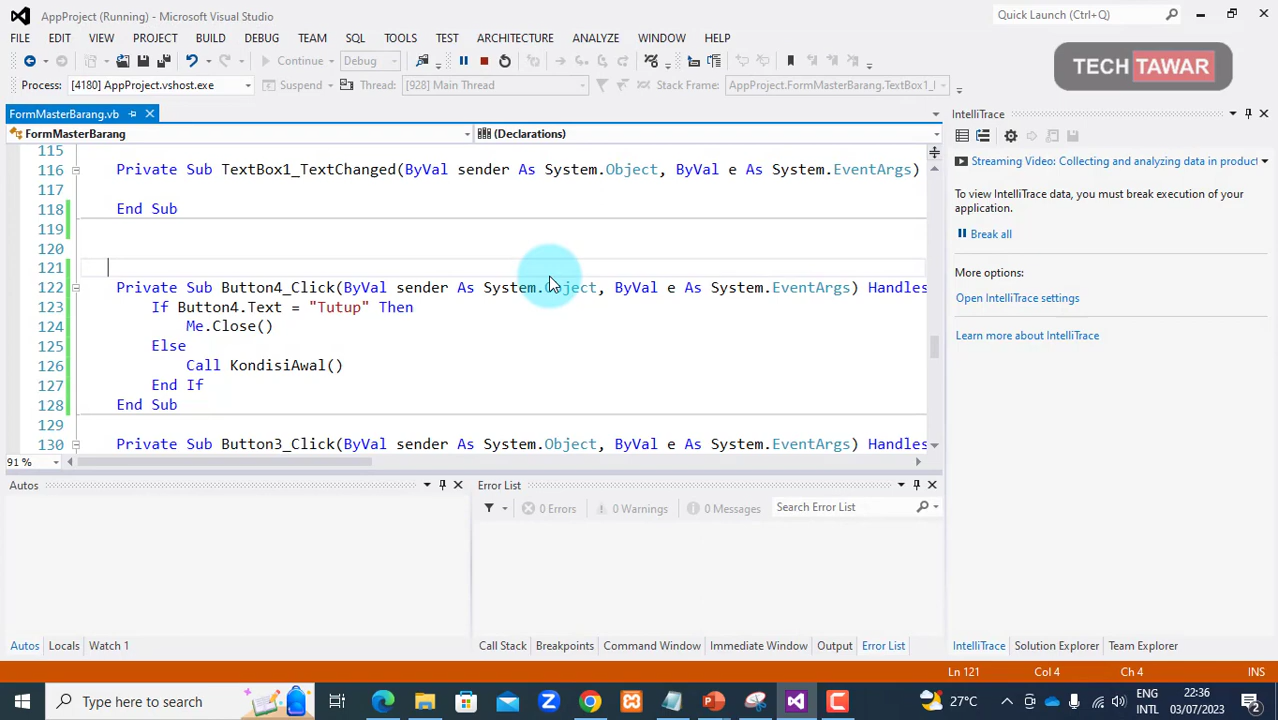 AppProject (Running) - Microsoft Visual Studio
Quick Launch (Ctrl+Q)
FILE EDIT VIEW PROJECT BUILD DEBUG TEAM SQL TOOLS TEST ARCHITECTURE ANALYZE WINDOW HELP
Continue
Debug
TECH TAWAR
Process: [4180] AppProject.vshost.exe
Suspend
Thread: [928] Main Thread
Stack Frame: AppProject.FormMasterBarang.TextBox1_
FormMasterBarang.vb
IntelliTrace
FormMasterBarang
(Declarations)
115
116 Private Sub TextBox1_TextChanged(ByVal sender As System.Object, ByVal e As System.EventArgs)
117
118 End Sub
119
120
121
122 Private Sub Button4_Click(ByVal sender As System.Object, ByVal e As System.EventArgs) Handles
123 If Button4.Text = "Tutup" Then
124 Me.Close()
125 Else
126 Call KondisiAwal()
127 End If
128 End Sub
129
130 Private Sub Button3_Click(ByVal sender As System.Object, ByVal e As System.EventArgs) Handles
91 %
Streaming Video: Collecting and analyzing data in product
To view IntelliTrace data, you must break execution of your
application.
Break all
More options:
Open IntelliTrace settings
Learn more about IntelliTrace
Autos
Error List
0 Errors
0 Warnings
0 Messages
Search Error List
Autos Locals Watch 1
Call Stack Breakpoints Command Window Immediate Window Output Error List
IntelliTrace Solution Explorer Team Explorer
Ln 121 Col 4 Ch 4 INS
Type here to search
27°C
ENG
INTL
22:36
03/07/2023